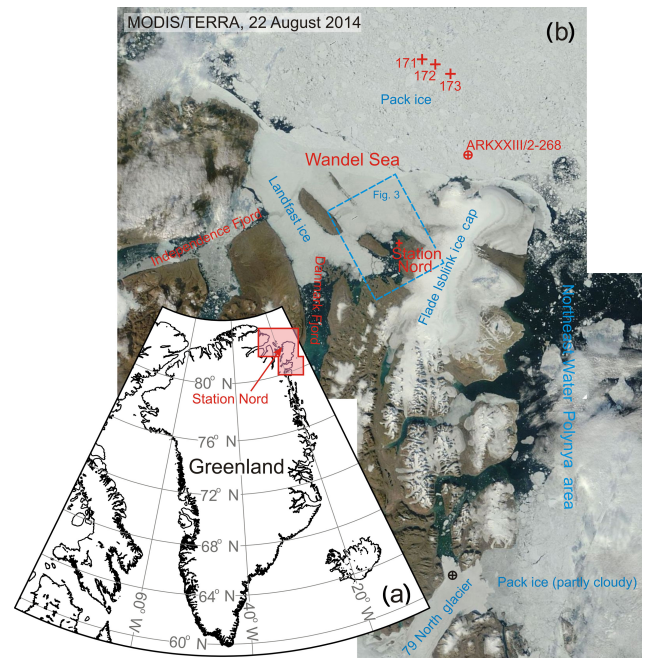 MODIS/TERRA, 22 August 2014
(b)
171
172
173
Pack ice
ARKXXIII/2-268
Wandel Sea
Landfast ice
Fig. 3
Independence Fjord
Station
Nord
Danmark Fjord
Flade Isblink ice cap
Northeast Water Polynya area
80° N
Station Nord
76° N
Greenland
72° N
68° N
64° N
60° N
60° W
40° W
20° W
(a)
79 North glacier
Pack ice (partly cloudy)